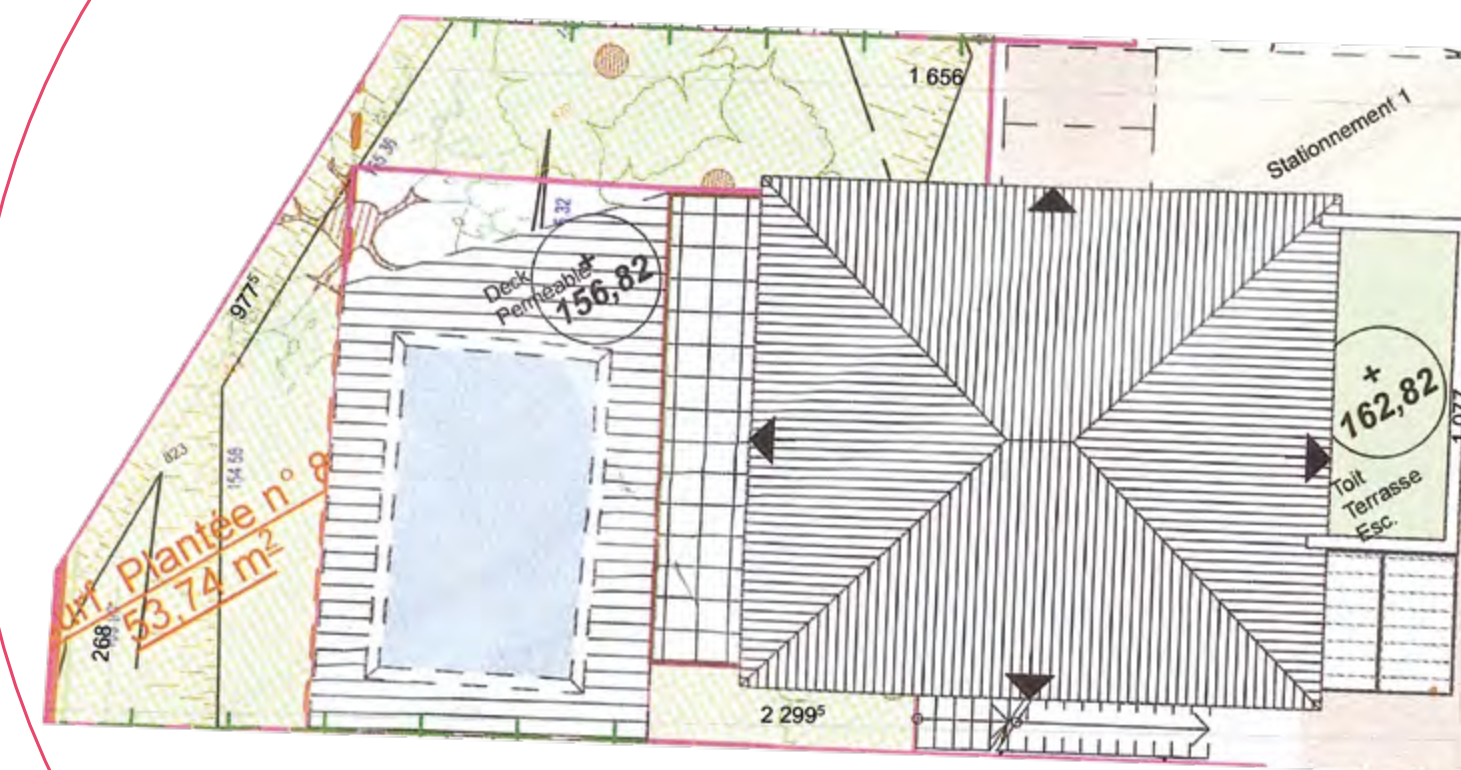 1 656
Stationnement 1
977⁵
Deck
Perméable
+
156,82
+
162,82
Toit
Terrasse
Esc.
823
154 58
Plantée n° 8
53,74 m²
268
2 299⁵